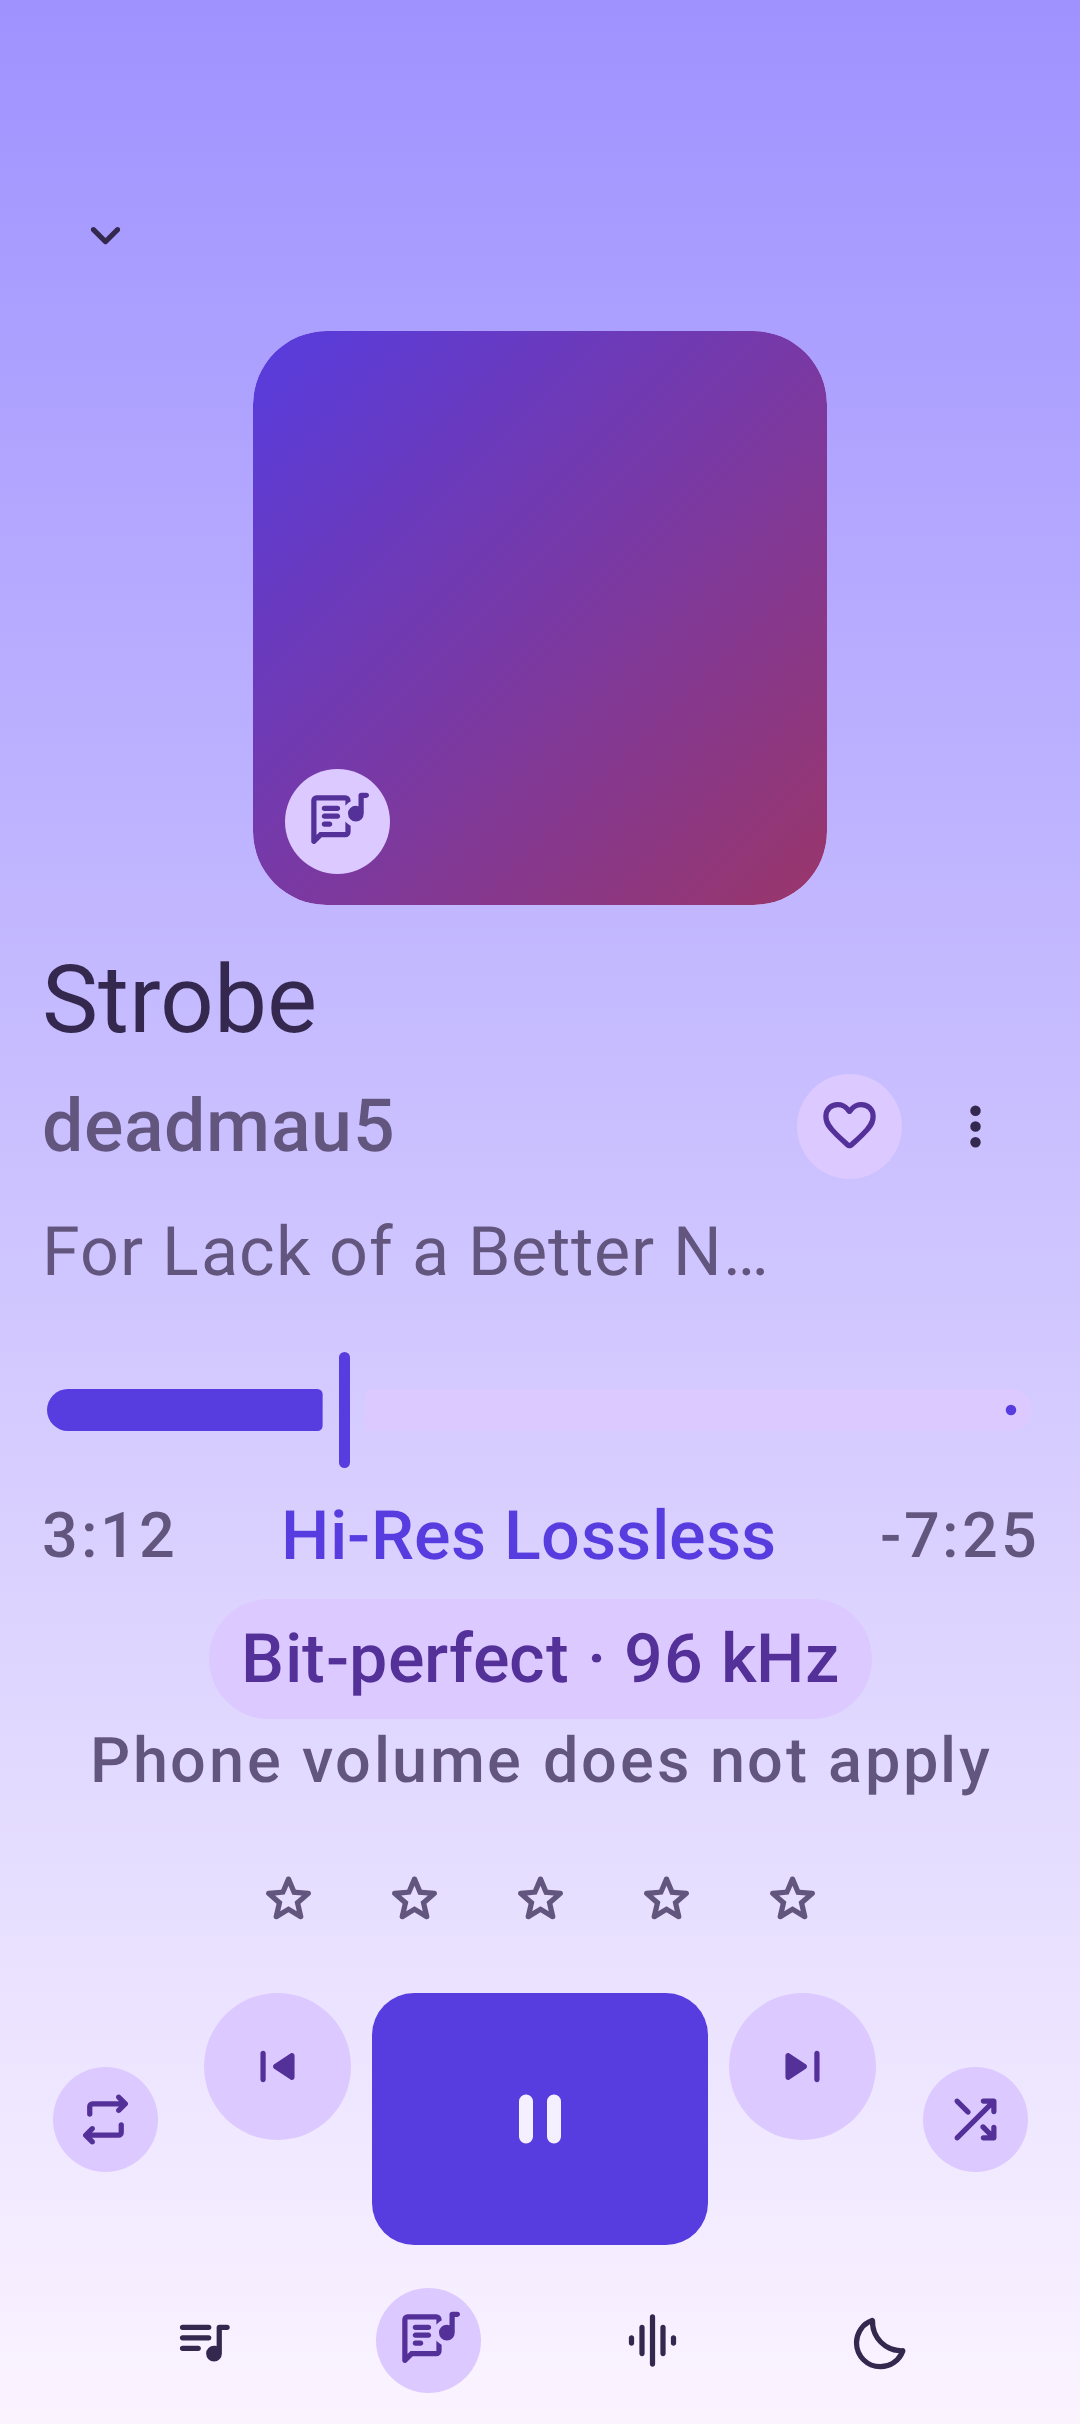 Strobe
deadmau5
For Lack of a Better N…
3:12 Hi-Res Lossless -7:25
Bit-perfect · 96 kHz
Phone volume does not apply